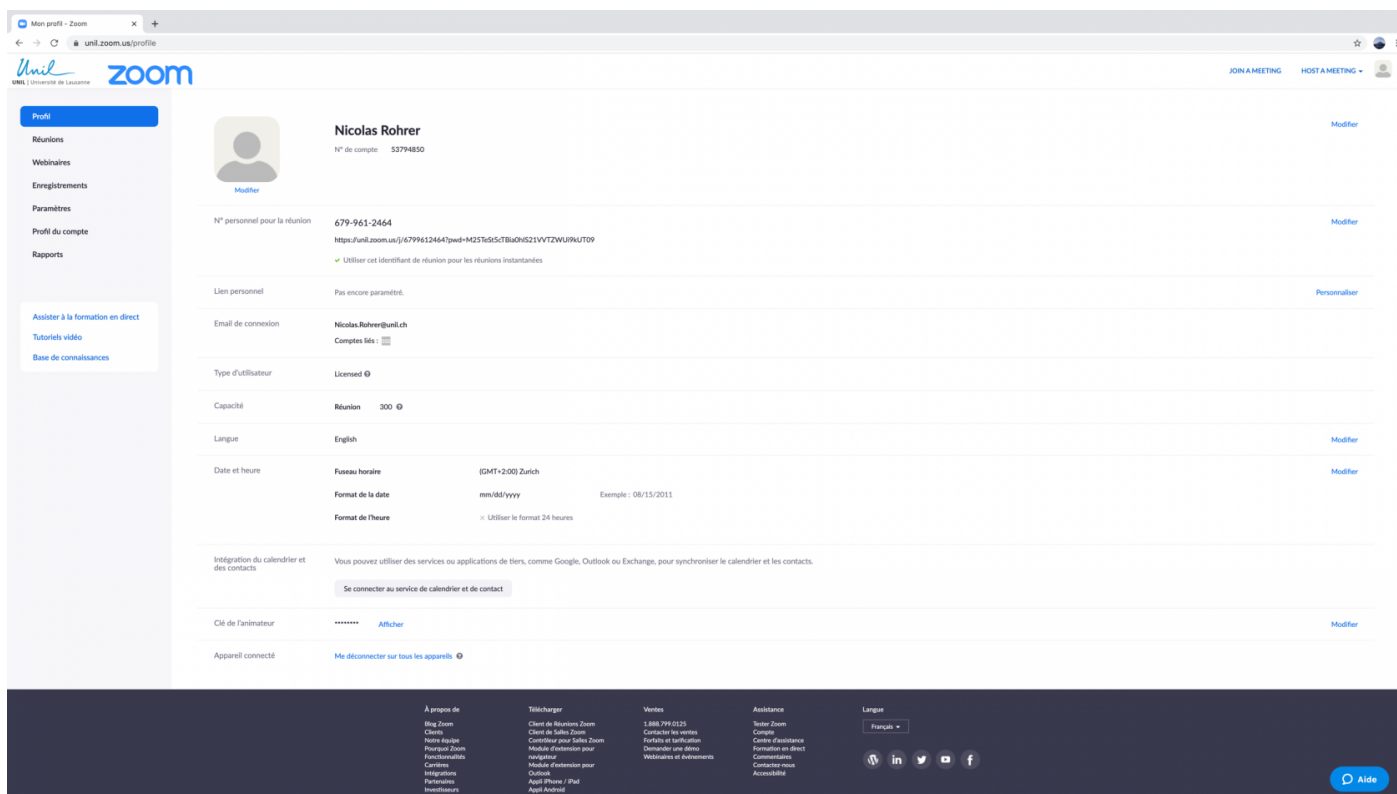 Mon profil – Zoom
unil.zoom.us/profile
Unil
UNIL | Université de Lausanne
zoom
JOIN A MEETING
HOST A MEETING
Profil
Réunions
Webinaires
Enregistrements
Paramètres
Profil du compte
Rapports
Assister à la formation en direct
Tutoriels vidéo
Base de connaissances
Modifier
Nicolas Rohrer
N° de compte 53794850
Modifier
N° personnel pour la réunion
679-961-2464
Modifier
✓ Utiliser cet identifiant de réunion pour les réunions instantanées
Lien personnel
Pas encore paramétré.
Personnaliser
Email de connexion
Nicolas.Rohrer@unil.ch
Comptes liés :
Type d'utilisateur
Licensed
Capacité
Réunion 300
Langue
English
Modifier
Date et heure
Fuseau horaire (GMT+2:00) Zurich
Modifier
Format de la date mm/dd/yyyy Exemple : 08/15/2011
Format de l'heure × Utiliser le format 24 heures
Intégration du calendrier et
des contacts
Vous pouvez utiliser des services ou applications de tiers, comme Google, Outlook ou Exchange, pour synchroniser le calendrier et les contacts.
Se connecter au service de calendrier et de contact
Clé de l'animateur
******** Afficher
Modifier
Appareil connecté
Me déconnecter sur tous les appareils
À propos de
Blog Zoom
Clients
Notre équipe
Pourquoi Zoom
Fonctionnalités
Carrières
Intégrations
Partenaires
Investisseurs
Télécharger
Client de Réunions Zoom
Client de Salles Zoom
Contrôleur pour Salles Zoom
Module d'extension pour
navigateur
Module d'extension pour
Outlook
Appli iPhone / iPad
Appli Android
Ventes
1.888.799.0125
Contacter les ventes
Forfaits et tarification
Demander une démo
Webinaires et événements
Assistance
Tester Zoom
Compte
Centre d'assistance
Formation en direct
Commentaires
Contactez-nous
Accessibilité
Langue
Français
Aide